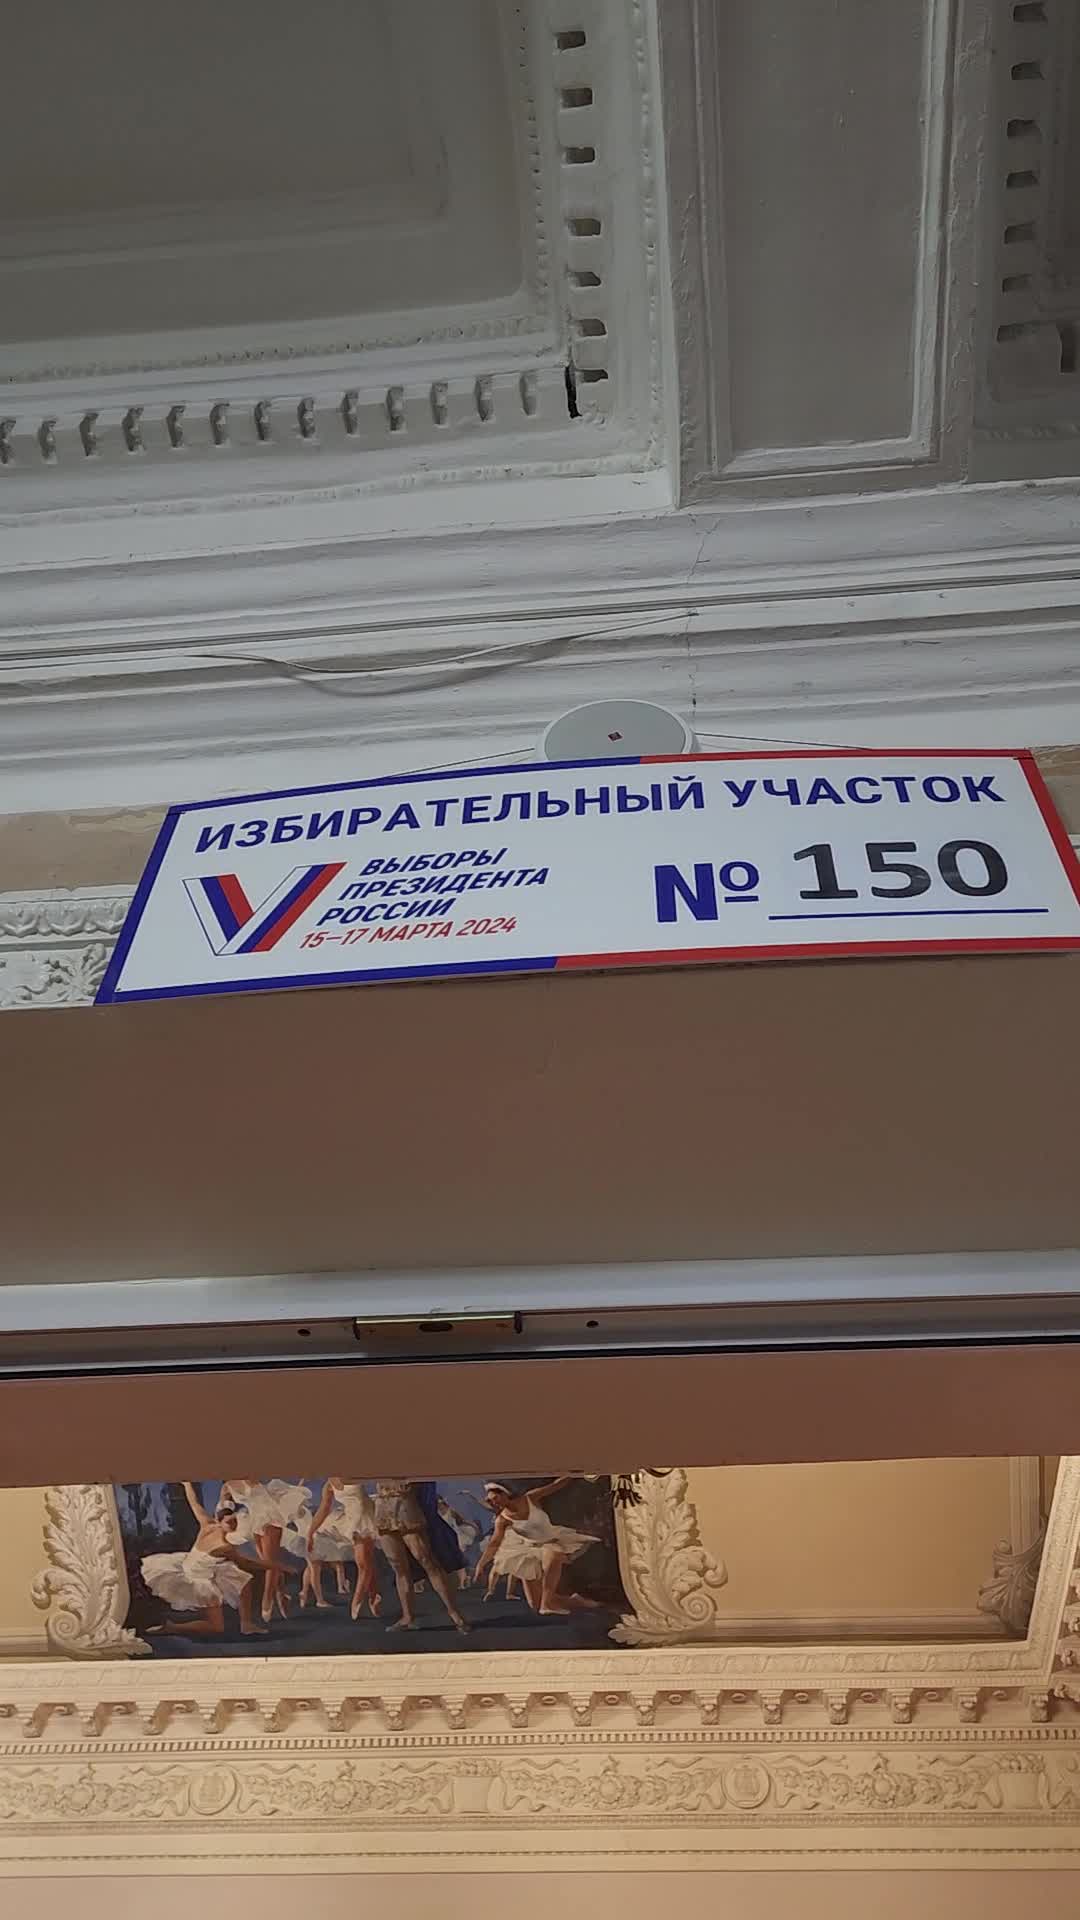 ИЗБИРАТЕЛЬНЫЙ УЧАСТОК
ВЫБОРЫ
ПРЕЗИДЕНТА
РОССИИ
15–17 МАРТА 2024
№ 150